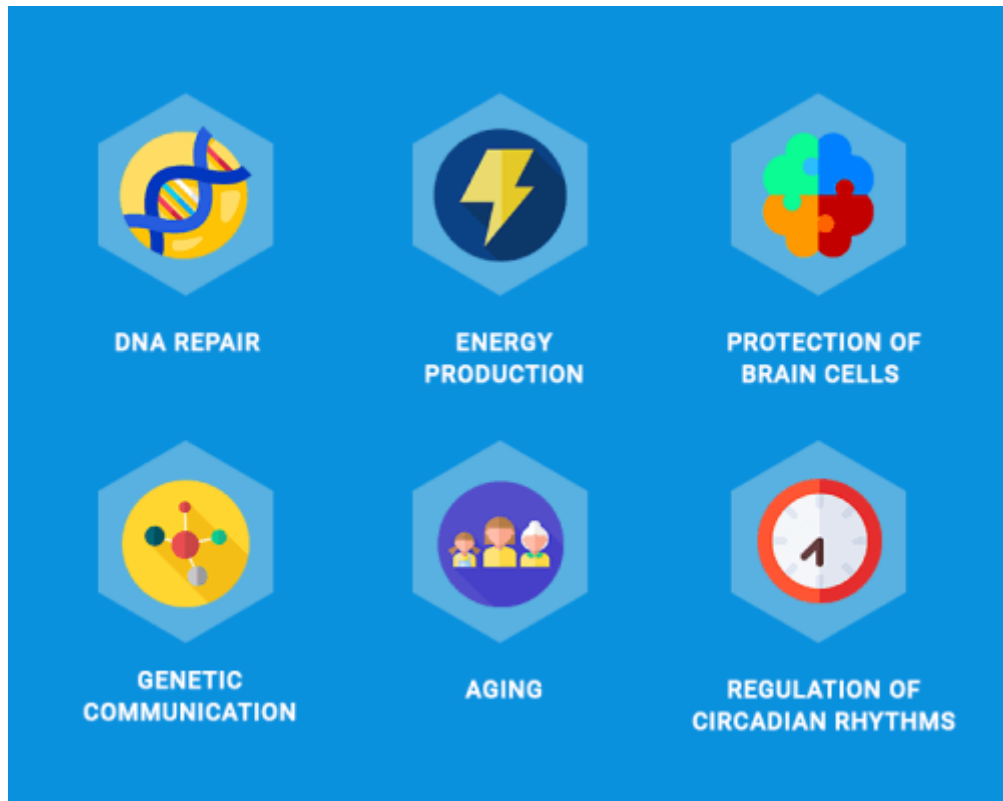 DNA REPAIR
ENERGY
PRODUCTION
PROTECTION OF
BRAIN CELLS
GENETIC
COMMUNICATION
AGING
REGULATION OF
CIRCADIAN RHYTHMS